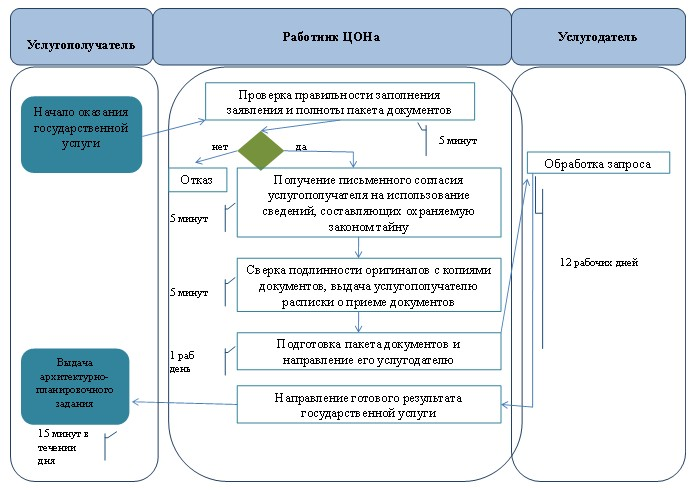 Услугополучатель
Работник ЦОНа
Услугодатель
Проверка правильности заполнения
заявления и полноты пакета документов
Начало оказания
государственной
услуги
5 минут
нет
да
Отказ
Обработка запроса
Получение письменного согласия
услугополучателя на использование
сведений, составляющих охраняемую
законом тайну
5 минут
12 рабочих дней
Сверка подлинности оригиналов с копиями
документов, выдача услугополучателю
расписки о приеме документов
5 минут
Подготовка пакета документов и
направление его услугодателю
1 раб
день
Выдача
архитектурно-
планировочного
задания
Направление готового результата
государственной услуги
15 минут в
течении
дня